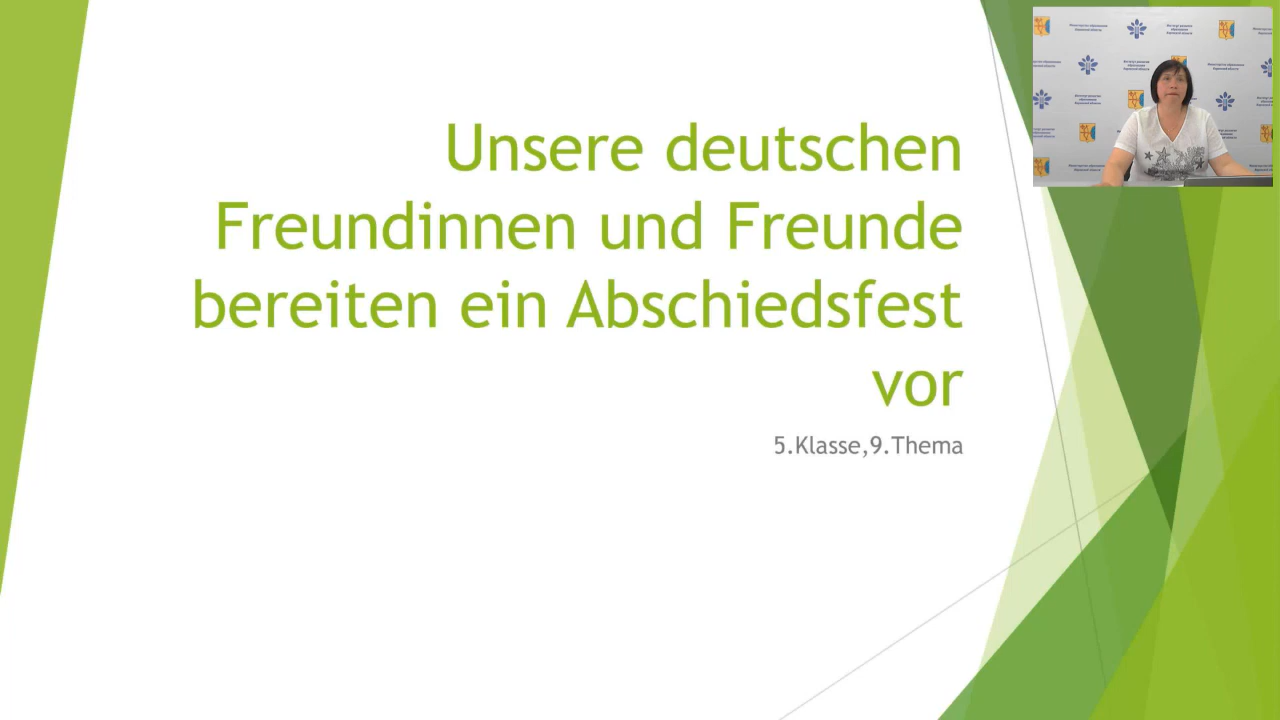 Unsere deutschen
Freundinnen und Freunde
bereiten ein Abschiedsfest
vor
5.Klasse,9.Thema